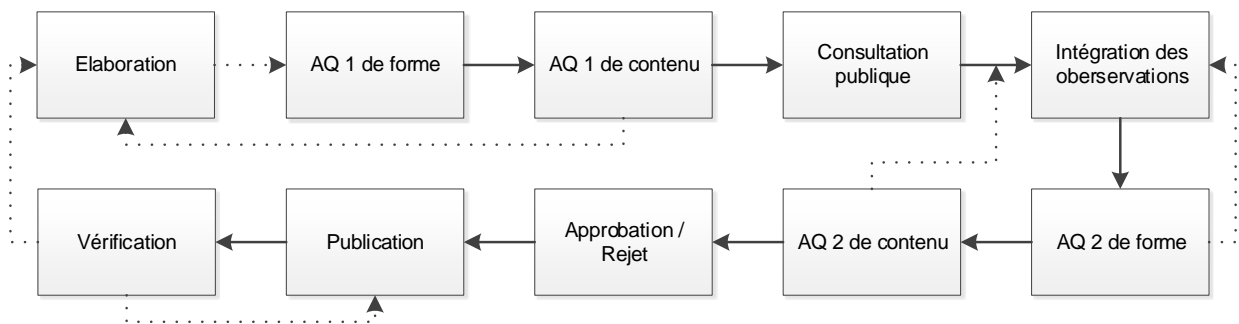 Elaboration
AQ 1 de forme
AQ 1 de contenu
Consultation
publique
Intégration des
oberservations
Vérification
Publication
Approbation /
Rejet
AQ 2 de contenu
AQ 2 de forme